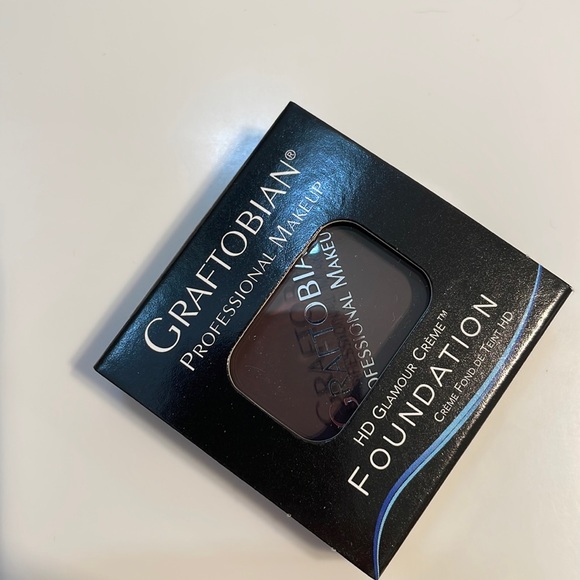 GRAFTOBIAN®
PROFESSIONAL MAKEUP
GRAFTOBIA
PROFESSIONAL MAKEU
HD GLAMOUR CRÈME™
FOUNDATION
CRÈME FOND DE TEINT HD